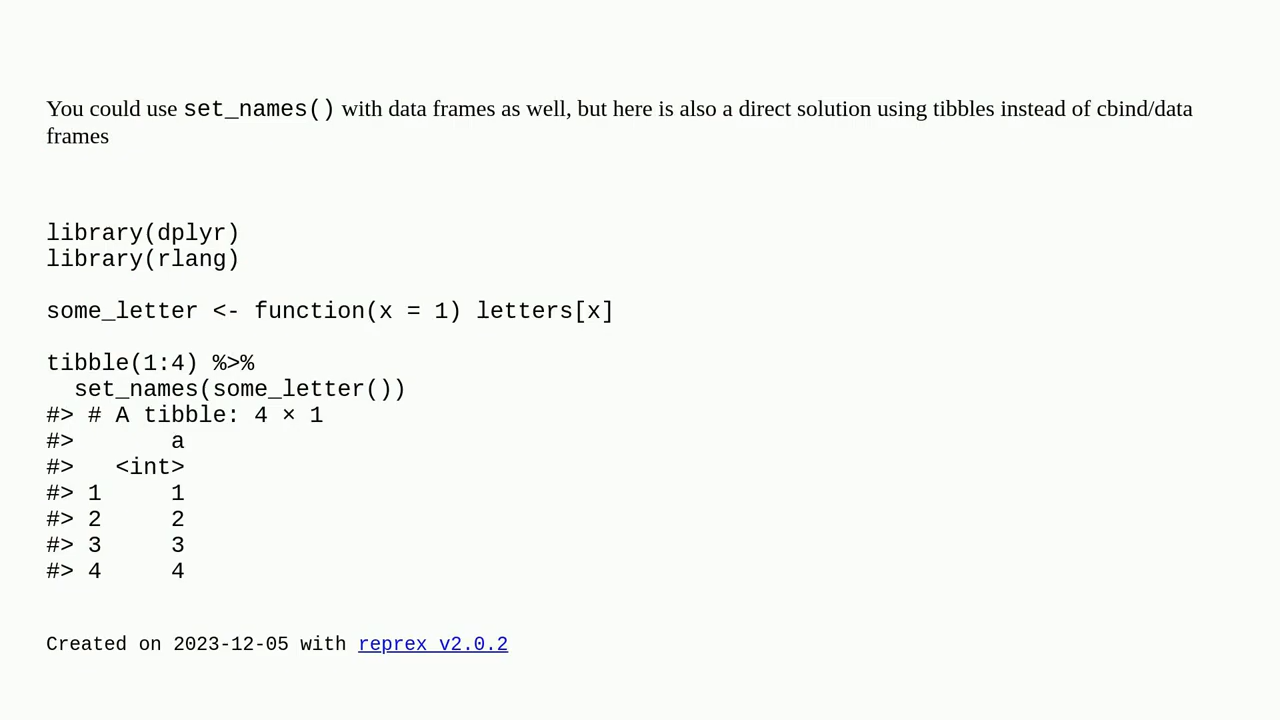 You could use set_names() with data frames as well, but here is also a direct solution using tibbles instead of cbind/data
frames
library(dplyr)
library(rlang)
some_letter <- function(x = 1) letters[x]
tibble(1:4) %>%
  set_names(some_letter())
#> # A tibble: 4 × 1
#>       a
#>   <int>
#> 1     1
#> 2     2
#> 3     3
#> 4     4
Created on 2023-12-05 with reprex v2.0.2